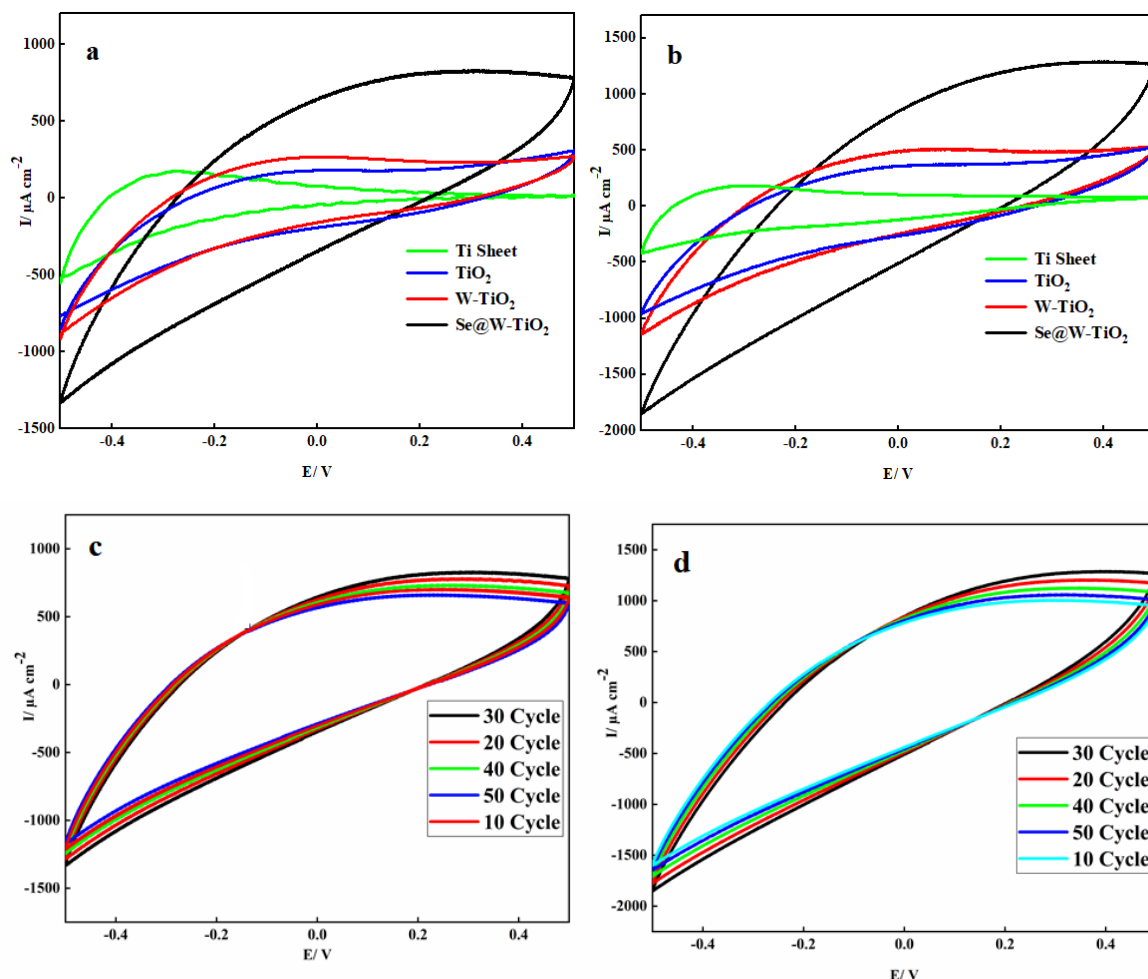 a
1000
500
0
-500
-1000
-1500
I/ µA cm⁻²
Ti Sheet
TiO₂
W-TiO₂
Se@W-TiO₂
-0.4 -0.2 0.0 0.2 0.4
E/ V
b
1500
1000
500
0
-500
-1000
-1500
-2000
I/ µA cm⁻²
Ti Sheet
TiO₂
W-TiO₂
Se@W-TiO₂
-0.4 -0.2 0.0 0.2 0.4
E/ V
c
1000
500
0
-500
-1000
-1500
I/ µA cm⁻²
30 Cycle
20 Cycle
40 Cycle
50 Cycle
10 Cycle
-0.4 -0.2 0.0 0.2 0.4
E/ V
d
1500
1000
500
0
-500
-1000
-1500
-2000
I/ µA cm⁻²
30 Cycle
20 Cycle
40 Cycle
50 Cycle
10 Cycle
-0.4 -0.2 0.0 0.2 0.4
E/ V